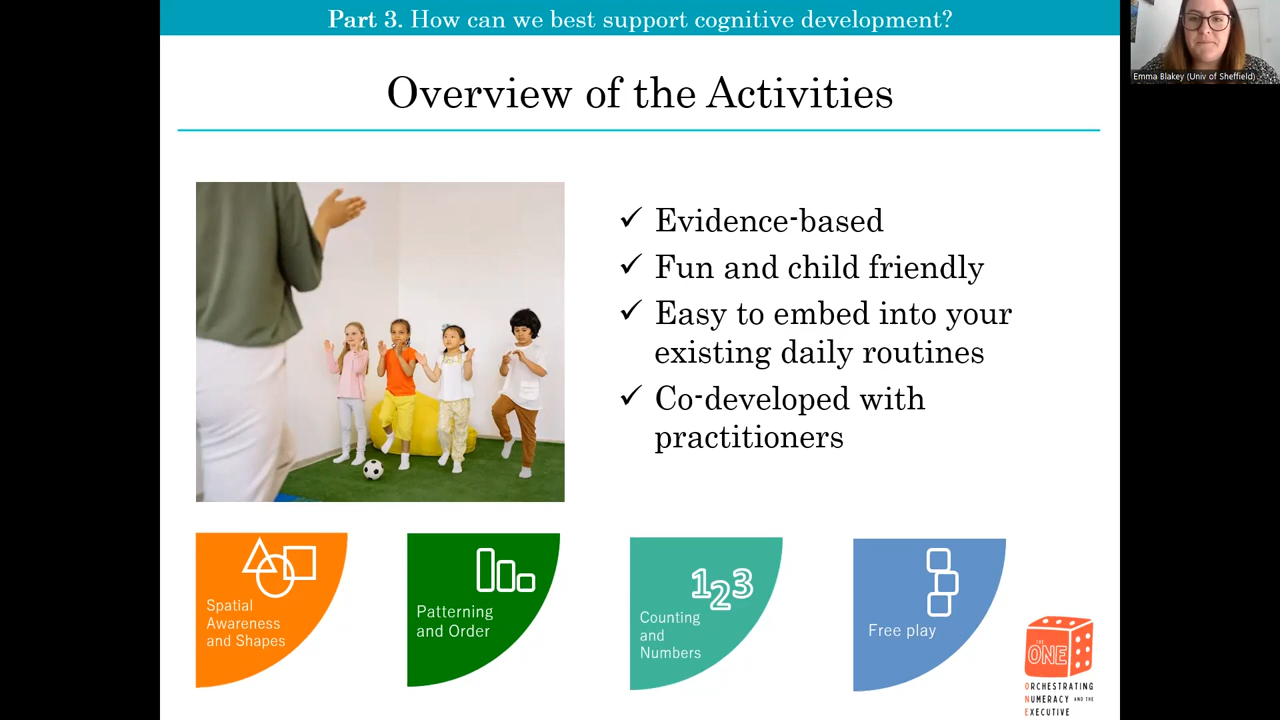 Part 3. How can we best support cognitive development?
Emma Blakey (Univ of Sheffield)
Overview of the Activities
✓ Evidence-based
✓ Fun and child friendly
✓ Easy to embed into your
existing daily routines
✓ Co-developed with
practitioners
Spatial
Awareness
and Shapes
Patterning
and Order
123
Counting
and
Numbers
Free play
THE
ONE
ORCHESTRATING
NUMERACY AND THE
EXECUTIVE